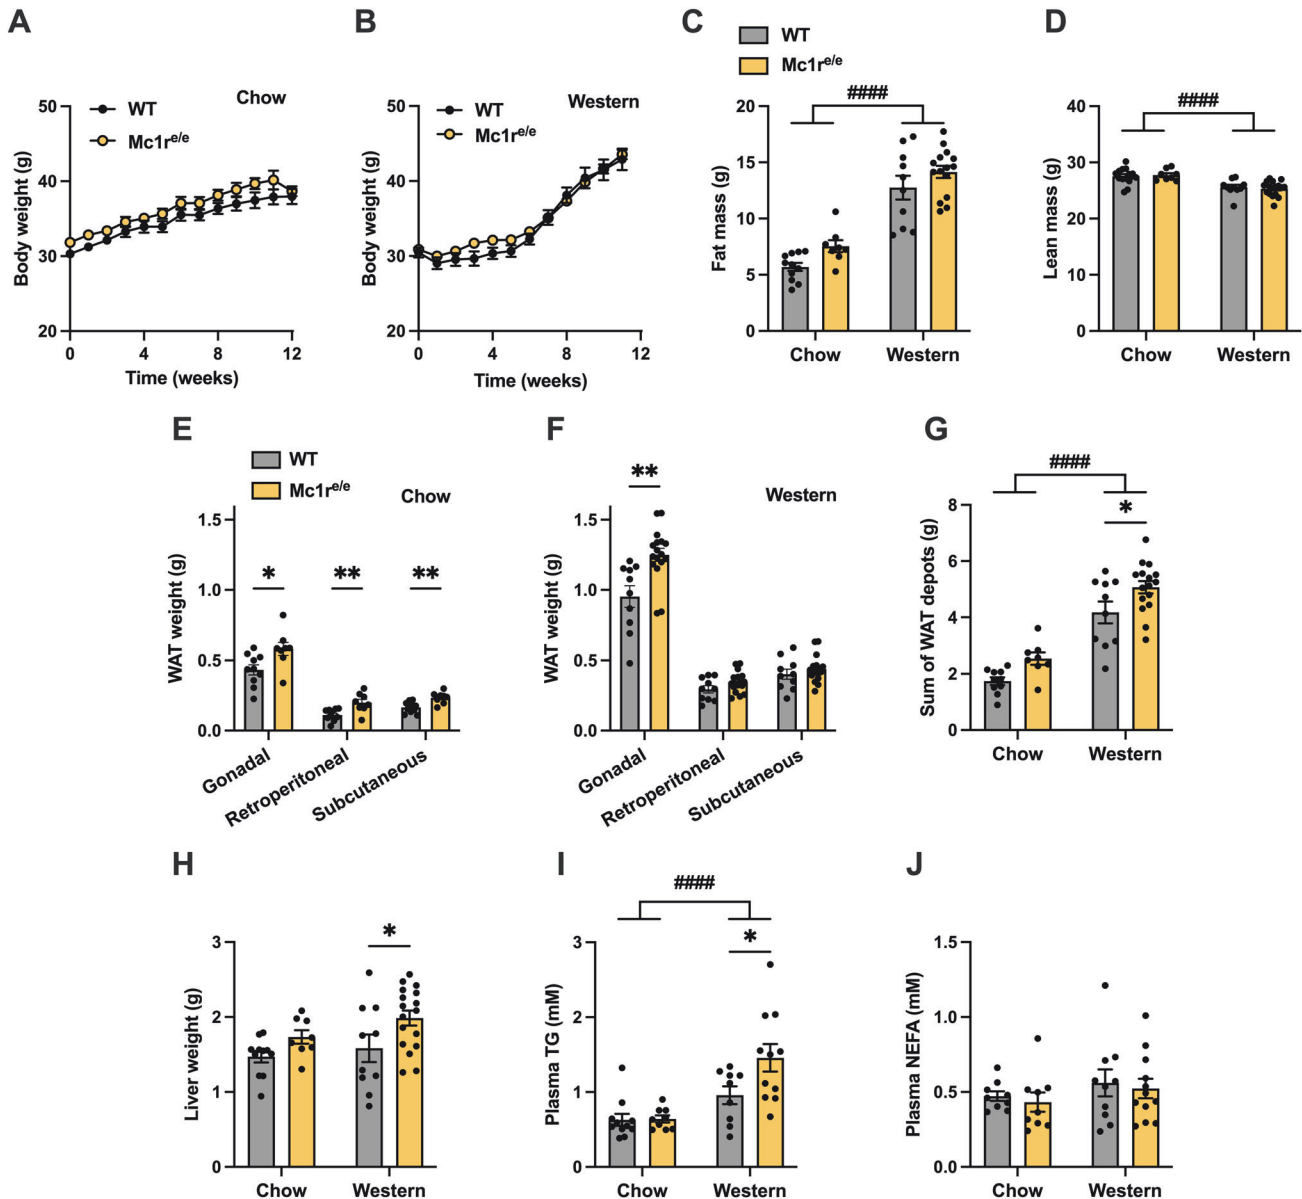 A
B
C
D
WT
Mc1re/e
50
40
30
20
Body weight (g)
WT
Mc1re/e
Chow
0
4
8
12
Time (weeks)
50
40
30
20
Body weight (g)
WT
Mc1re/e
Western
0
4
8
12
Time (weeks)
20
15
10
5
0
Fat mass (g)
####
Chow
Western
40
30
20
10
0
Lean mass (g)
####
Chow
Western
E
F
G
WT
Mc1re/e
Chow
1.5
1.0
0.5
0.0
WAT weight (g)
*
**
**
Gonadal
Retroperitoneal
Subcutaneous
Western
1.5
1.0
0.5
0.0
WAT weight (g)
**
Gonadal
Retroperitoneal
Subcutaneous
8
6
4
2
0
Sum of WAT depots (g)
####
*
Chow
Western
H
I
J
3
2
1
0
Liver weight (g)
*
Chow
Western
3
2
1
0
Plasma TG (mM)
####
*
Chow
Western
1.5
1.0
0.5
0.0
Plasma NEFA (mM)
Chow
Western